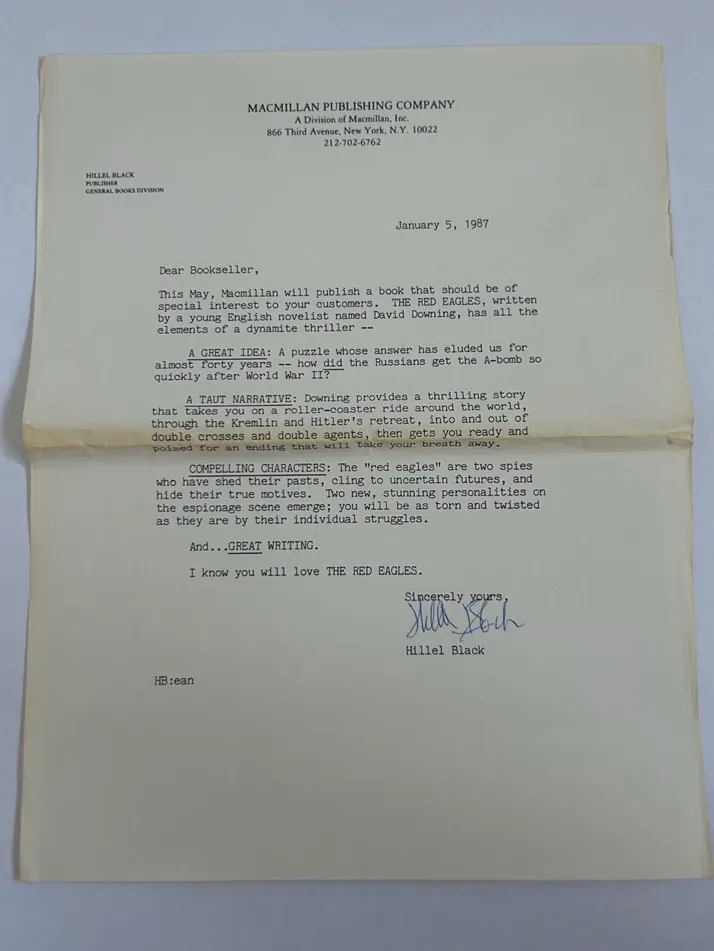 MACMILLAN PUBLISHING COMPANY
A Division of Macmillan, Inc.
866 Third Avenue, New York, N.Y. 10022
212-702-6762
HILLEL BLACK
PUBLISHER
GENERAL BOOKS DIVISION
January 5, 1987
Dear Bookseller,
This May, Macmillan will publish a book that should be of
special interest to your customers. THE RED EAGLES, written
by a young English novelist named David Downing, has all the
elements of a dynamite thriller --
A GREAT IDEA: A puzzle whose answer has eluded us for
almost forty years -- how did the Russians get the A-bomb so
quickly after World War II?
A TAUT NARRATIVE: Downing provides a thrilling story
that takes you on a roller-coaster ride around the world,
through the Kremlin and Hitler's retreat, into and out of
double crosses and double agents, then gets you ready and
poised for an ending that will take your breath away.
COMPELLING CHARACTERS: The "red eagles" are two spies
who have shed their pasts, cling to uncertain futures, and
hide their true motives. Two new, stunning personalities on
the espionage scene emerge; you will be as torn and twisted
as they are by their individual struggles.
And...GREAT WRITING.
I know you will love THE RED EAGLES.
Sincerely yours,
Hillel Black
Hillel Black
HB:ean